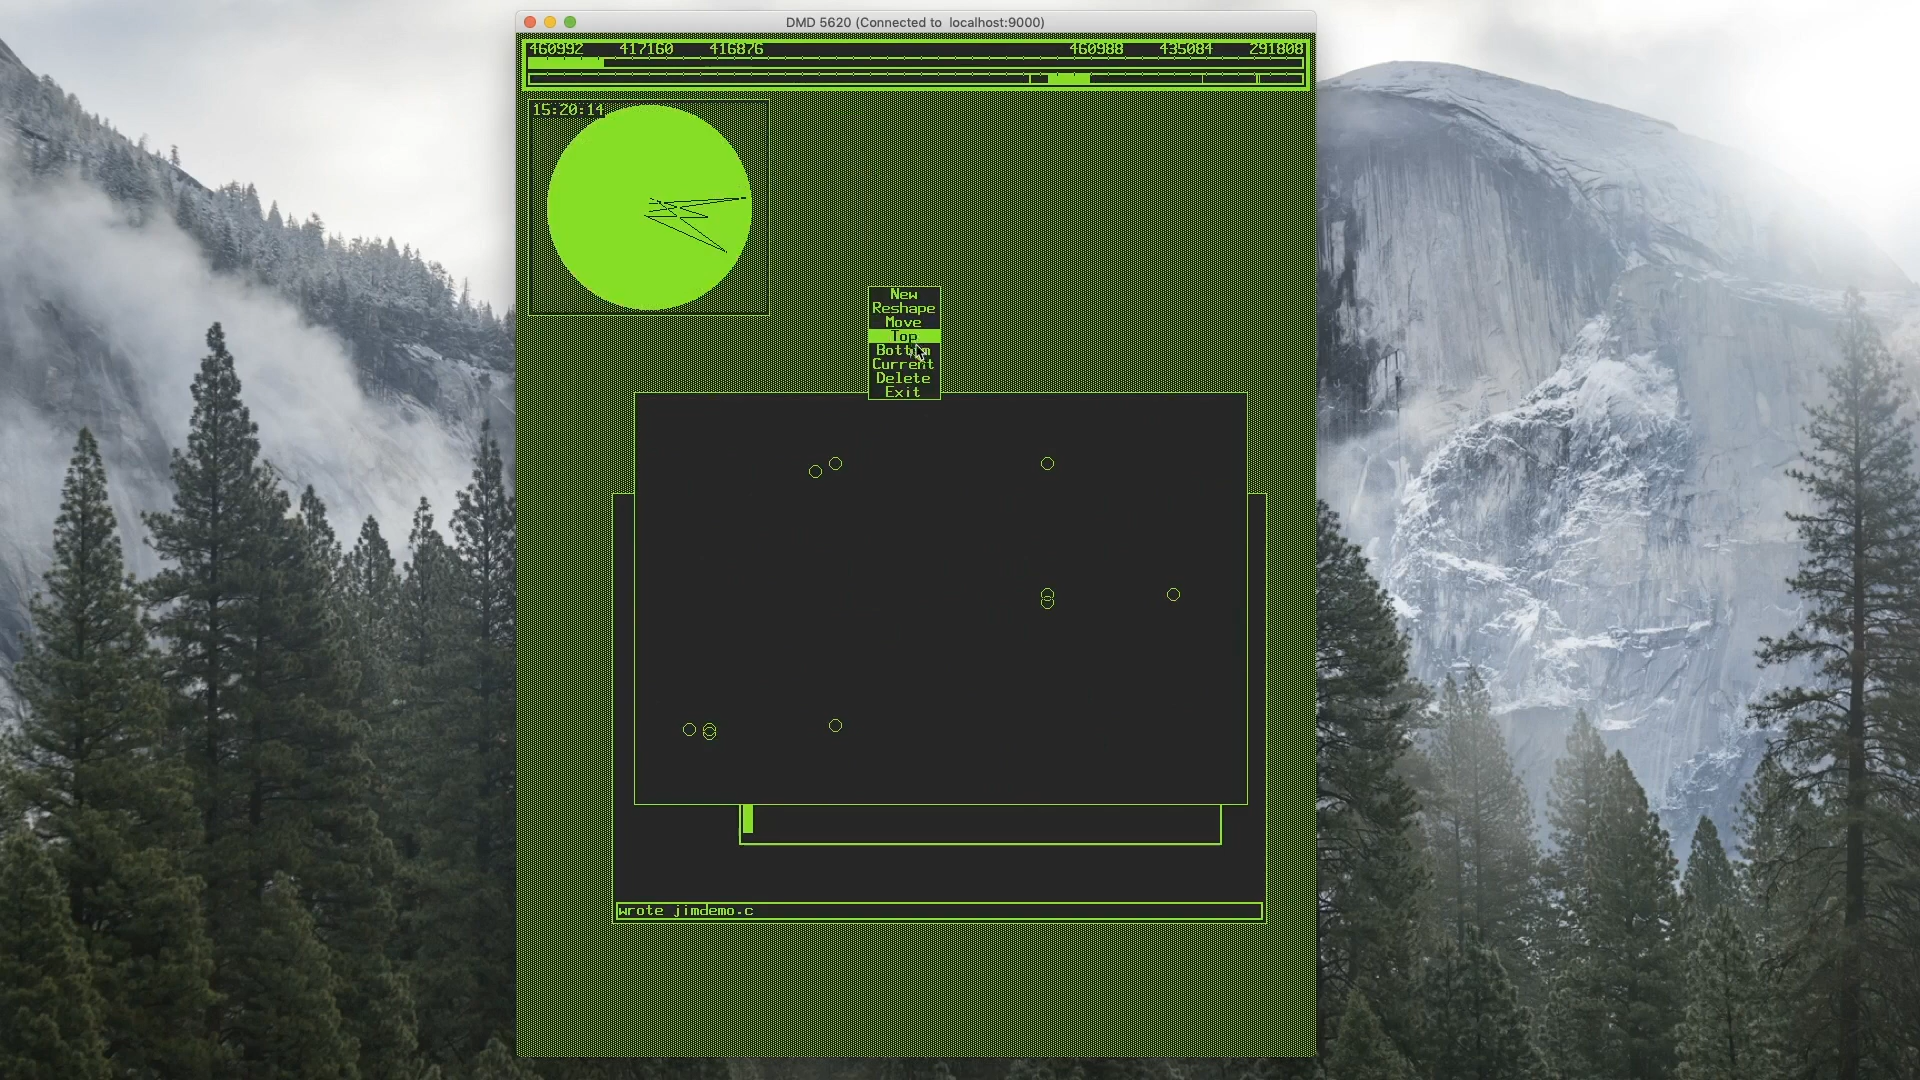 DMD 5620 (Connected to localhost:9000)
460992 417160 416876 460988 435084 291808
15:20:14
New
Reshape
Move
Top
Bottom
Current
Delete
Exit
wrote jimdemo.c